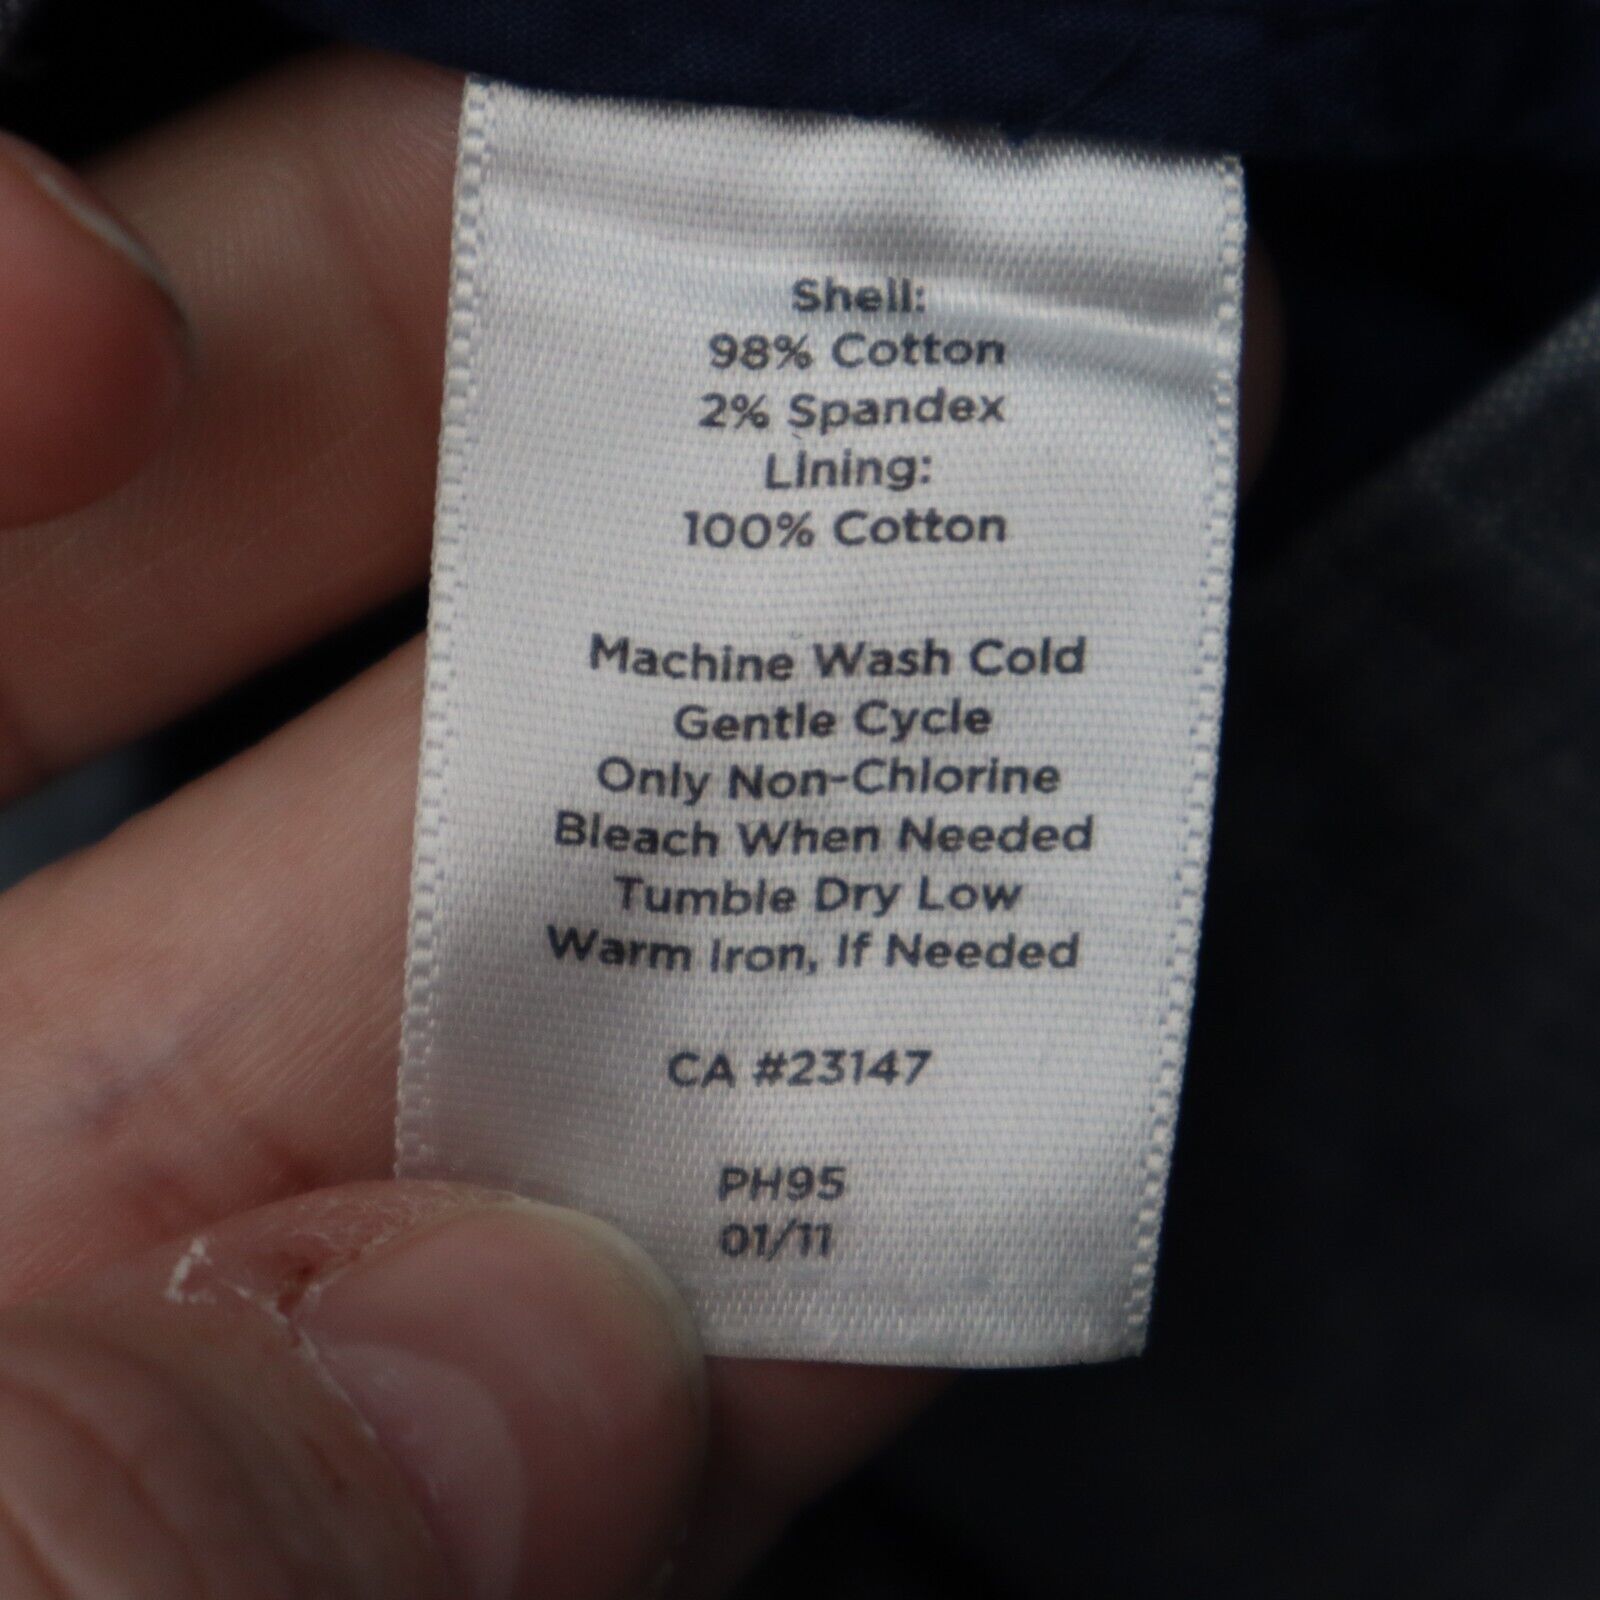 Shell:
98% Cotton
2% Spandex
Lining:
100% Cotton
Machine Wash Cold
Gentle Cycle
Only Non-Chlorine
Bleach When Needed
Tumble Dry Low
Warm Iron, If Needed
CA #23147
PH95
01/11